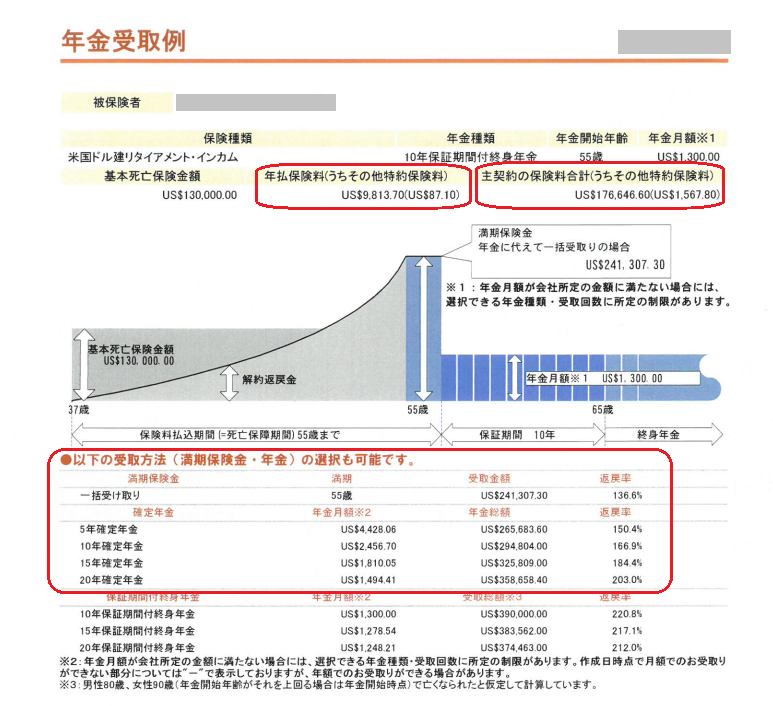 年金受取例
被保険者
保険種類 年金種類 年金開始年齢 年金月額※1
米国ドル建リタイアメント・インカム 10年保証期間付終身年金 55歳 US$1,300.00
基本死亡保険金額 年払保険料(うちその他特約保険料) 主契約の保険料合計(うちその他特約保険料)
US$130,000.00 US$9,813.70(US$87.10) US$176,646.60(US$1,567.80)
満期保険金
年金に代えて一括受取りの場合
US$241,307.30
※1：年金月額が会社所定の金額に満たない場合には、
選択できる年金種類・受取回数に所定の制限があります。
基本死亡保険金額
US$130,000.00
解約返戻金
年金月額※1 US$1,300.00
37歳 55歳 65歳
保険料払込期間(=死亡保障期間)55歳まで 保証期間 10年 終身年金
●以下の受取方法（満期保険金・年金）の選択も可能です。
満期保険金 満期 受取金額 返戻率
一括受け取り 55歳 US$241,307.30 136.6%
確定年金 年金月額※2 年金総額 返戻率
5年確定年金 US$4,428.06 US$265,683.60 150.4%
10年確定年金 US$2,456.70 US$294,804.00 166.9%
15年確定年金 US$1,810.05 US$325,809.00 184.4%
20年確定年金 US$1,494.41 US$358,658.40 203.0%
保証期間付終身年金 年金月額※2 受取総額※3 返戻率
10年保証期間付終身年金 US$1,300.00 US$390,000.00 220.8%
15年保証期間付終身年金 US$1,278.54 US$383,562.00 217.1%
20年保証期間付終身年金 US$1,248.21 US$374,463.00 212.0%
※2：年金月額が会社所定の金額に満たない場合には、選択できる年金種類・受取回数に所定の制限があります。作成日時点で月額でのお受取り
ができない部分については"－"で表示しておりますが、年額でのお受取りができる場合があります。
※3：男性80歳、女性90歳（年金開始年齢がそれを上回る場合は年金開始時点）で亡くなられたと仮定して計算しています。